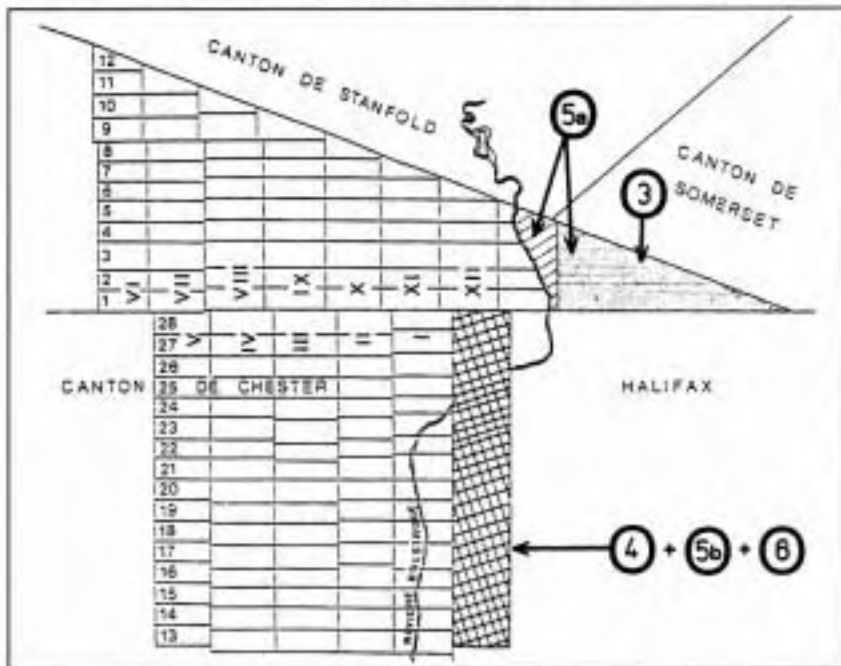 CANTON DE STANFOLD
5a
CANTON DE
SOMERSET
3
12
11
10
9
8
7
6
5
4
3
2
1
VI VII VIII IX X XI XII
28
27
26
25
24
23
22
21
20
19
18
17
16
15
14
13
V IV III II I
CANTON DE CHESTER
HALIFAX
RIVIERE BULSTRODE
4 + 5b + 6